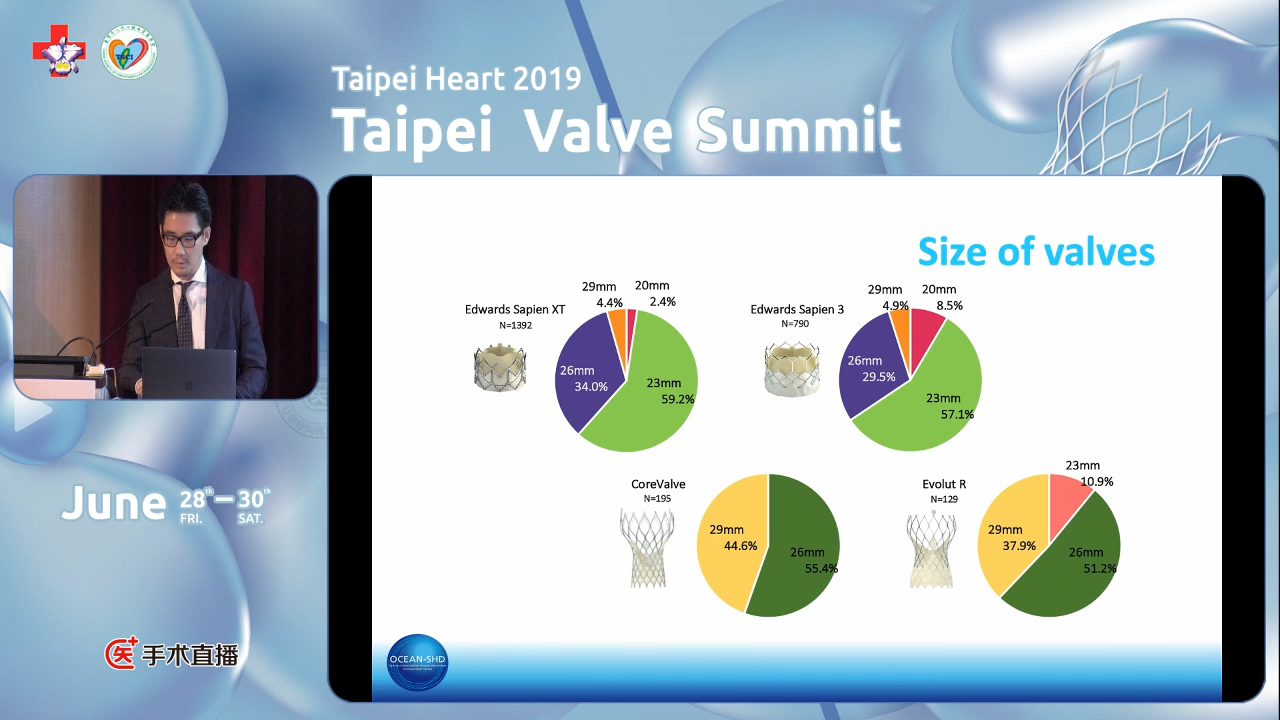 Taipei Heart 2019
Taipei Valve Summit
Size of valves
Edwards Sapien XT
N=1392
29mm
4.4%
20mm
2.4%
26mm
34.0%
23mm
59.2%
Edwards Sapien 3
N=790
29mm
4.9%
20mm
8.5%
26mm
29.5%
23mm
57.1%
CoreValve
N=195
29mm
44.6%
26mm
55.4%
Evolut R
N=129
23mm
10.9%
29mm
37.9%
26mm
51.2%
June 28th – 30th
FRI. SAT.
医 手术直播
OCEAN-SHD